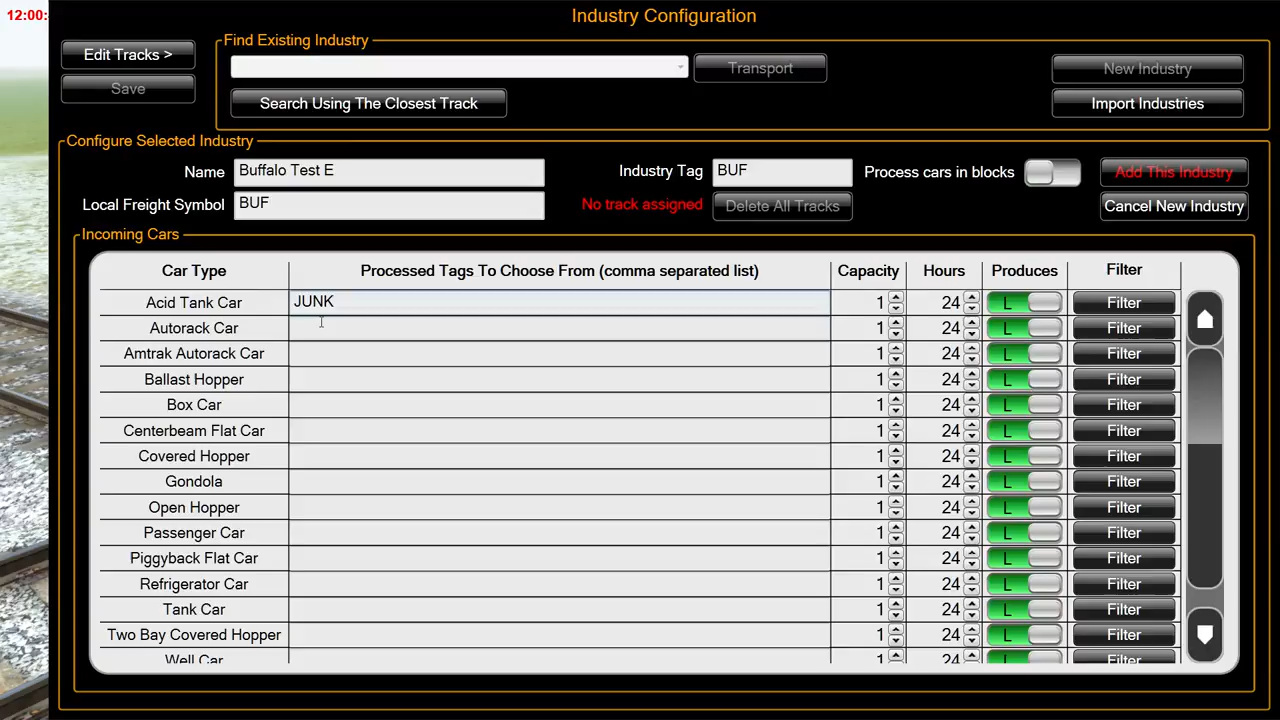 12:00:
Industry Configuration
Edit Tracks >
Save
Find Existing Industry
Transport
New Industry
Search Using The Closest Track
Import Industries
Configure Selected Industry
Name Buffalo Test E Industry Tag BUF Process cars in blocks Add This Industry
Local Freight Symbol BUF No track assigned Delete All Tracks Cancel New Industry
Incoming Cars
Car Type Processed Tags To Choose From (comma separated list) Capacity Hours Produces Filter
Acid Tank Car JUNK 1 24 L Filter
Autorack Car 1 24 L Filter
Amtrak Autorack Car 1 24 L Filter
Ballast Hopper 1 24 L Filter
Box Car 1 24 L Filter
Centerbeam Flat Car 1 24 L Filter
Covered Hopper 1 24 L Filter
Gondola 1 24 L Filter
Open Hopper 1 24 L Filter
Passenger Car 1 24 L Filter
Piggyback Flat Car 1 24 L Filter
Refrigerator Car 1 24 L Filter
Tank Car 1 24 L Filter
Two Bay Covered Hopper 1 24 L Filter
Well Car 1 24 L Filter